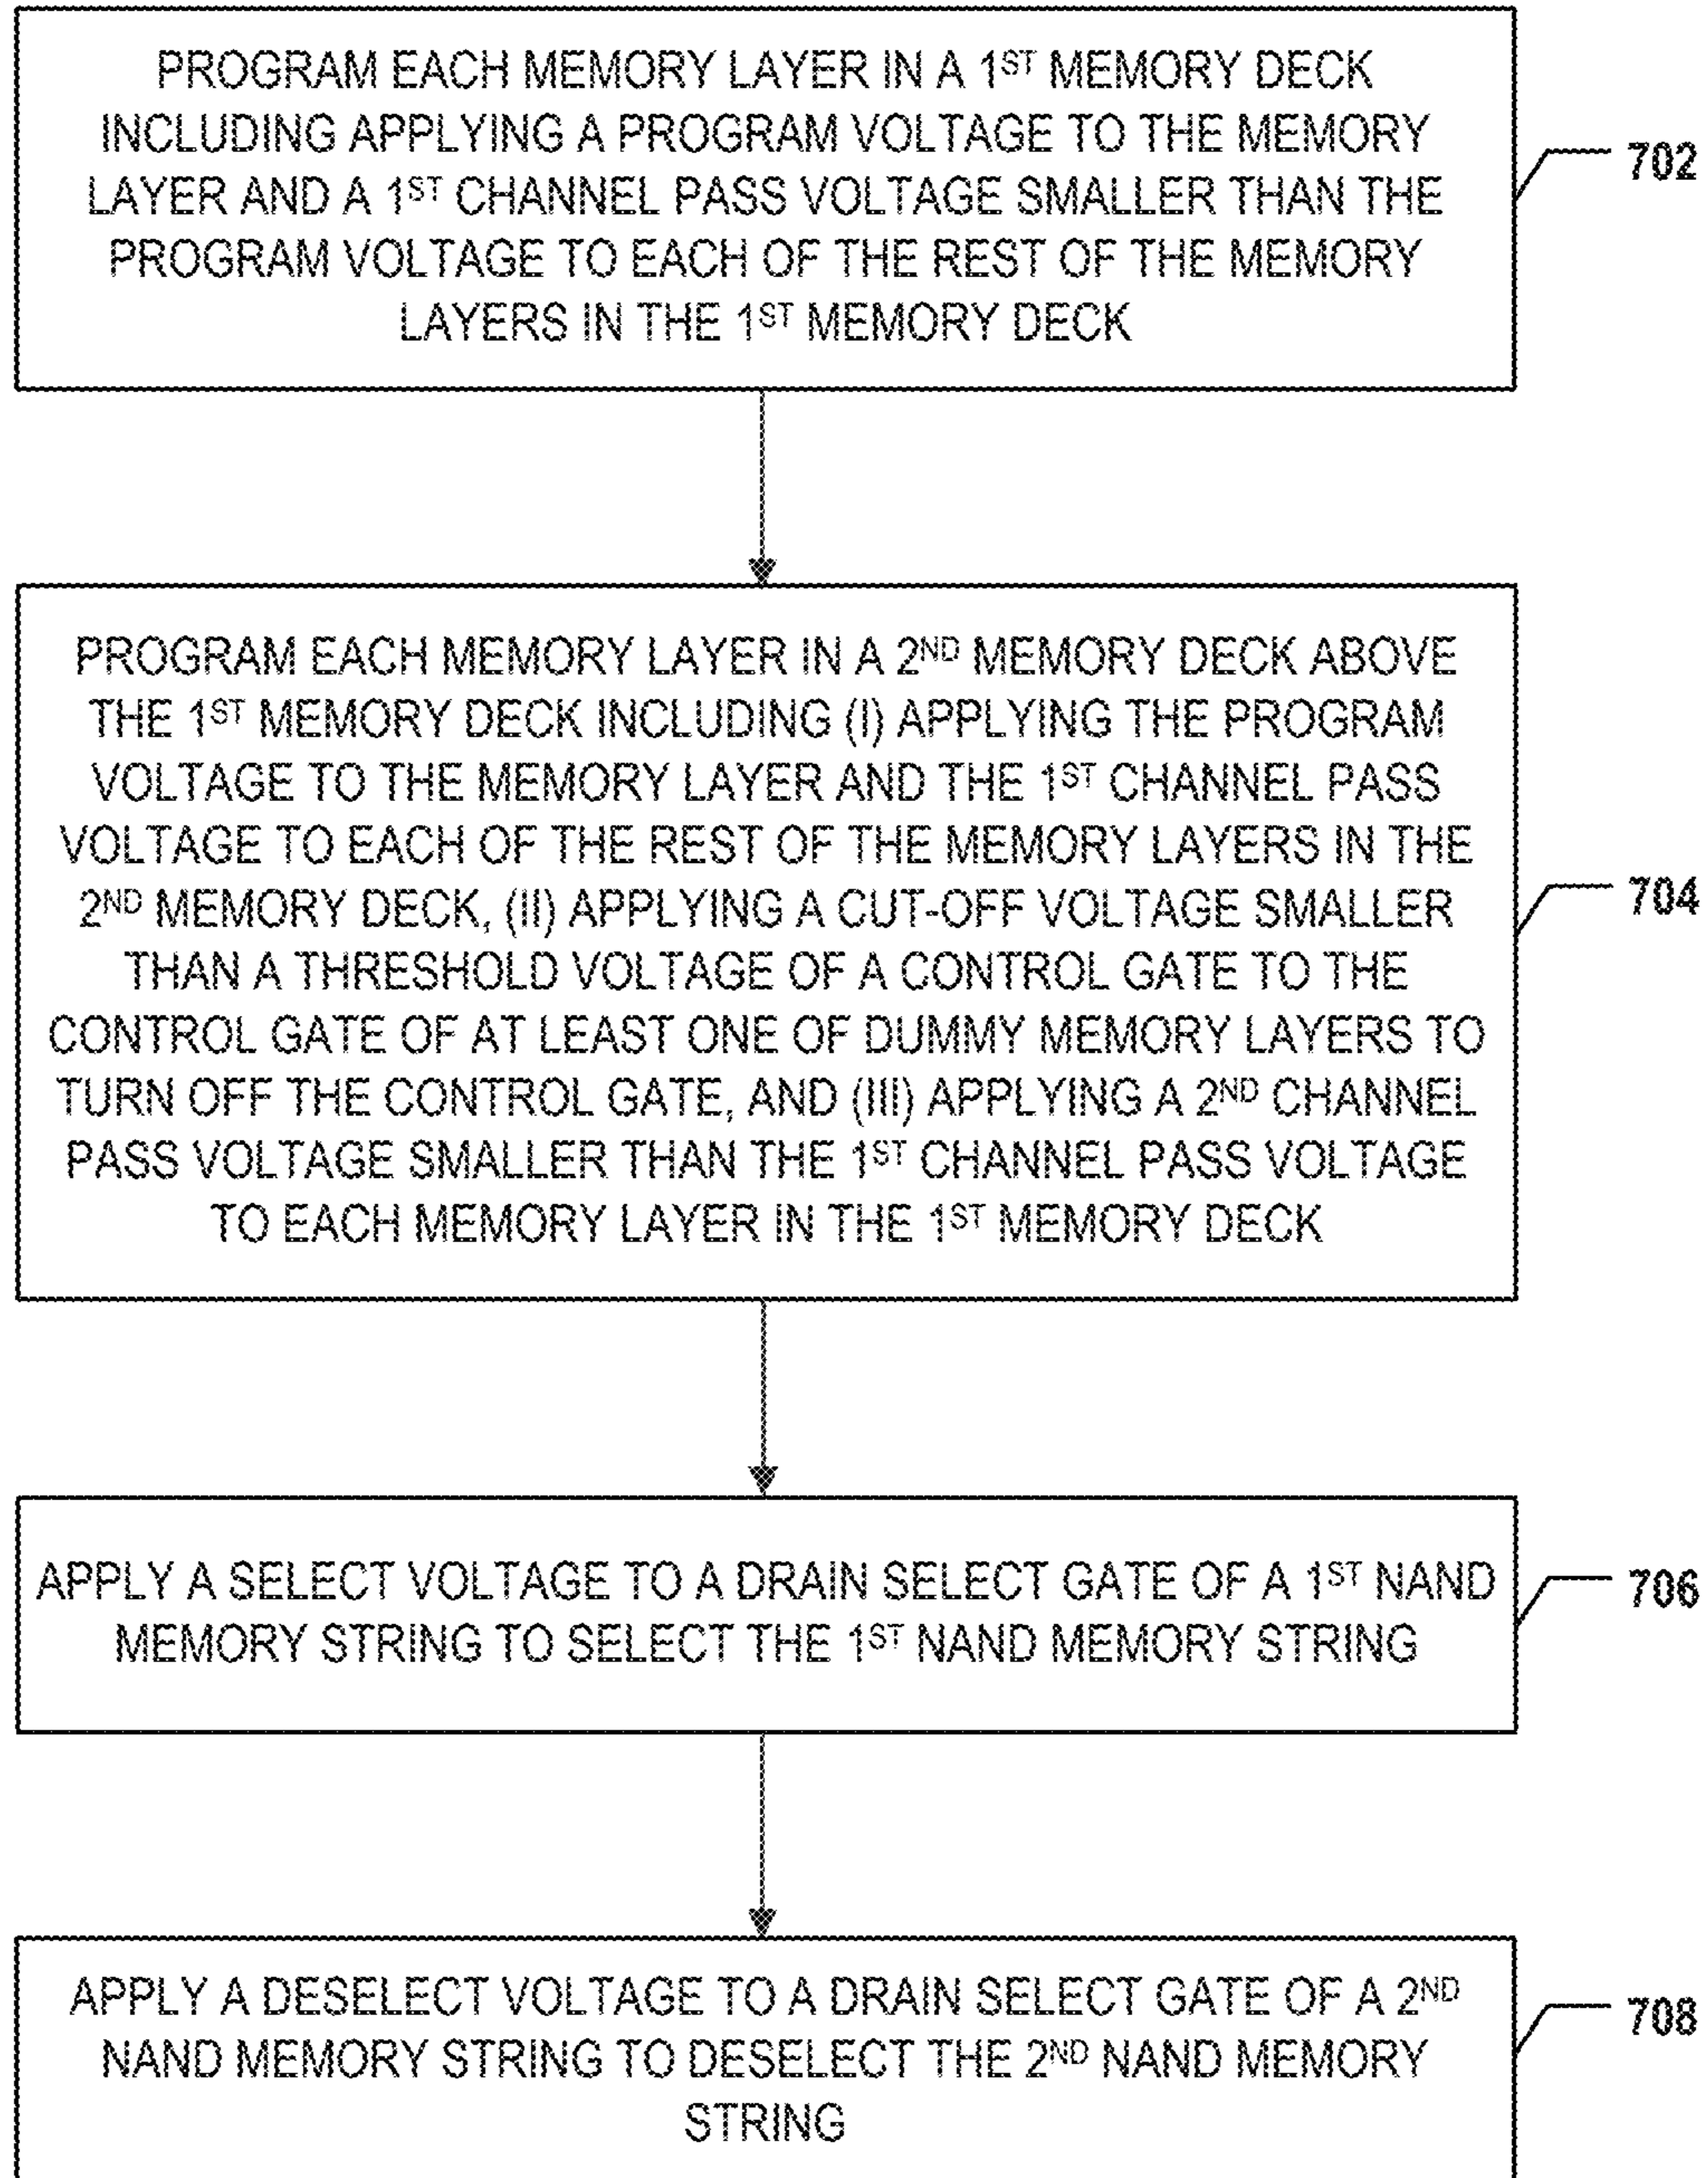 PROGRAM EACH MEMORY LAYER IN A 1ST MEMORY DECK
INCLUDING APPLYING A PROGRAM VOLTAGE TO THE MEMORY
LAYER AND A 1ST CHANNEL PASS VOLTAGE SMALLER THAN THE
PROGRAM VOLTAGE TO EACH OF THE REST OF THE MEMORY
LAYERS IN THE 1ST MEMORY DECK
702
PROGRAM EACH MEMORY LAYER IN A 2ND MEMORY DECK ABOVE
THE 1ST MEMORY DECK INCLUDING (I) APPLYING THE PROGRAM
VOLTAGE TO THE MEMORY LAYER AND THE 1ST CHANNEL PASS
VOLTAGE TO EACH OF THE REST OF THE MEMORY LAYERS IN THE
2ND MEMORY DECK, (II) APPLYING A CUT-OFF VOLTAGE SMALLER
THAN A THRESHOLD VOLTAGE OF A CONTROL GATE TO THE
CONTROL GATE OF AT LEAST ONE OF DUMMY MEMORY LAYERS TO
TURN OFF THE CONTROL GATE, AND (III) APPLYING A 2ND CHANNEL
PASS VOLTAGE SMALLER THAN THE 1ST CHANNEL PASS VOLTAGE
TO EACH MEMORY LAYER IN THE 1ST MEMORY DECK
704
APPLY A SELECT VOLTAGE TO A DRAIN SELECT GATE OF A 1ST NAND
MEMORY STRING TO SELECT THE 1ST NAND MEMORY STRING
706
APPLY A DESELECT VOLTAGE TO A DRAIN SELECT GATE OF A 2ND
NAND MEMORY STRING TO DESELECT THE 2ND NAND MEMORY
STRING
708